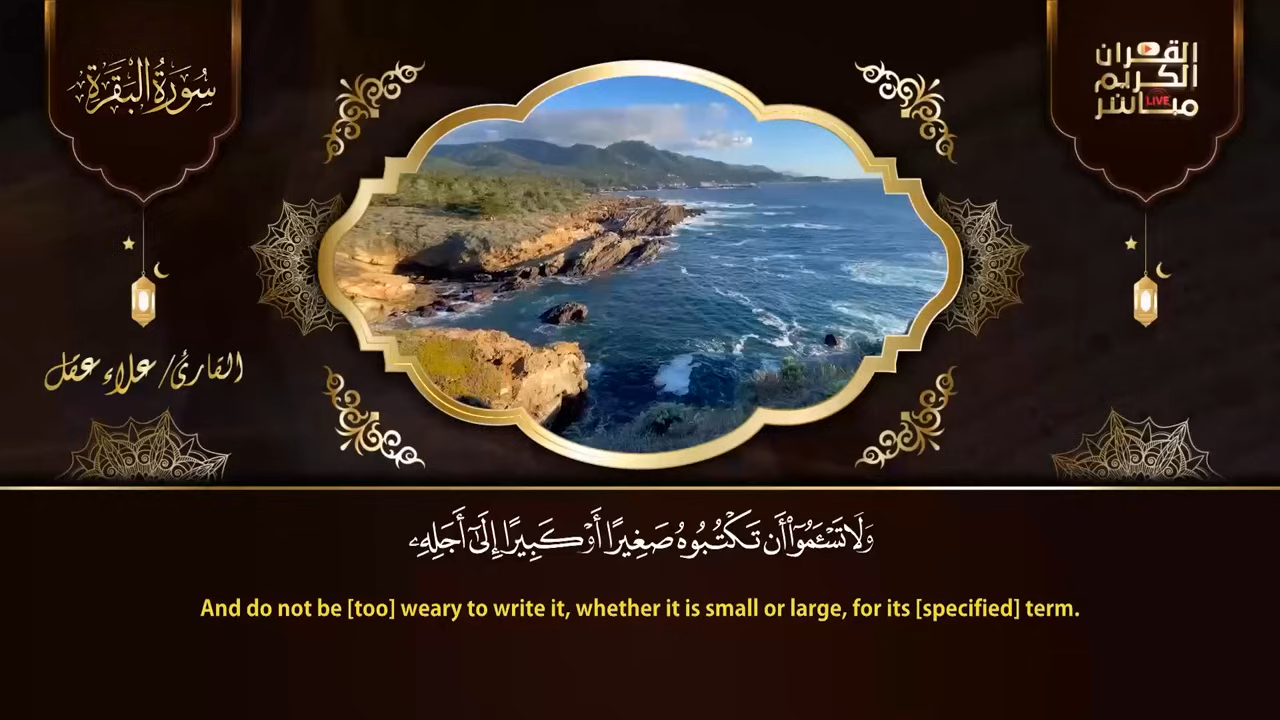 سُورَةُ البَقَرَةِ
القرآن
الكريم
مباشر
LIVE
القارئ/ علاء عقل
وَلَا تَسْـَٔمُوٓا۟ أَن تَكْتُبُوهُ صَغِيرًا أَوْ كَبِيرًا إِلَىٰٓ أَجَلِهِۦ
And do not be [too] weary to write it, whether it is small or large, for its [specified] term.